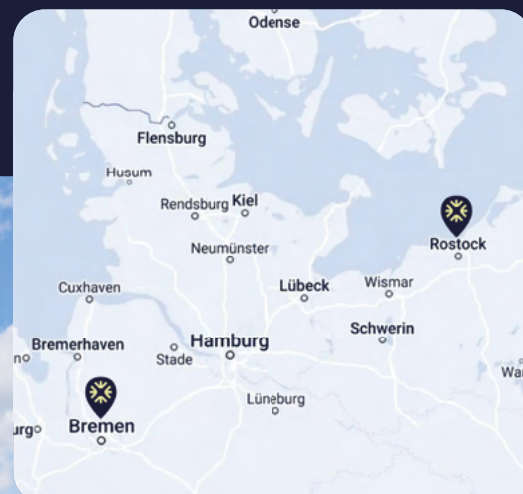 Odense
Flensburg
Husum
Rendsburg
Kiel
Rostock
Neumünster
Cuxhaven
Lübeck
Wismar
Schwerin
Hamburg
Bremerhaven
Stade
Lüneburg
Bremen